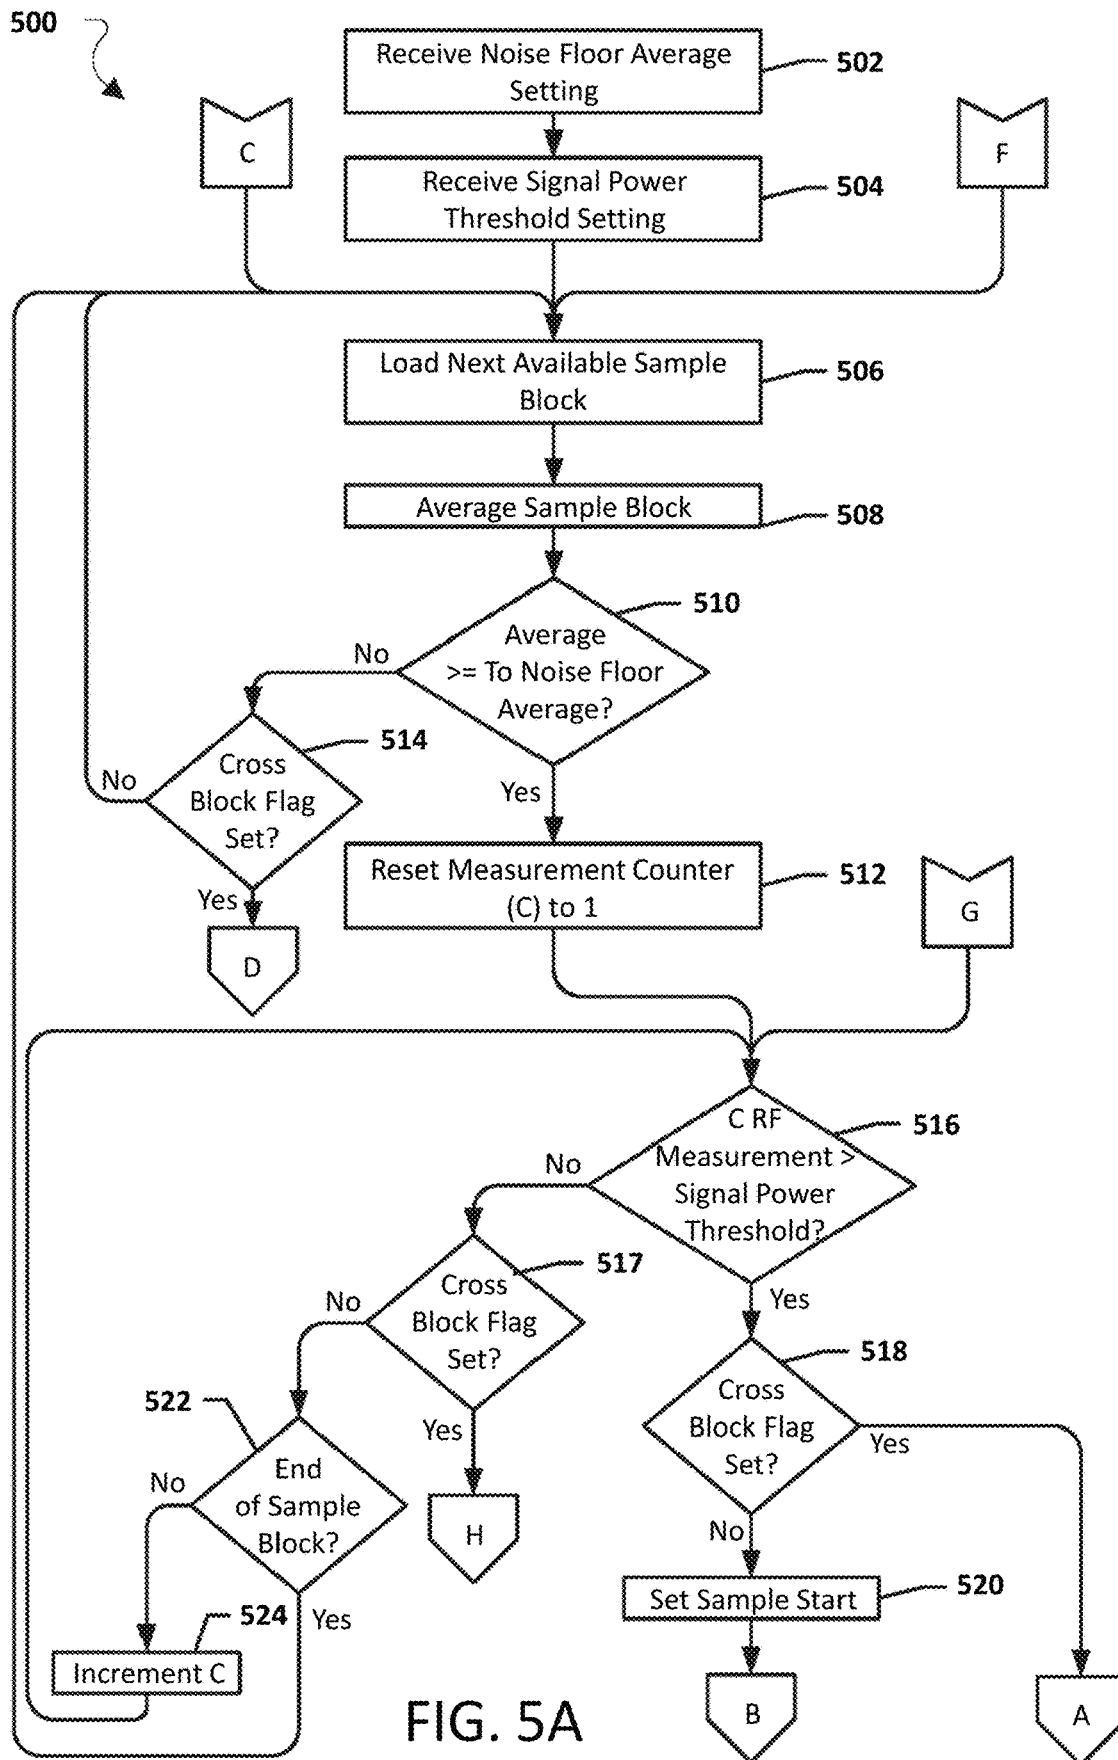 500
Receive Noise Floor Average
Setting
502
C
F
Receive Signal Power
Threshold Setting
504
Load Next Available Sample
Block
506
Average Sample Block
508
510
Average
>= To Noise Floor
Average?
No
514
Cross
Block Flag
Set?
No
Yes
Yes
D
Reset Measurement Counter
(C) to 1
512
G
C RF
Measurement >
Signal Power
Threshold?
516
No
517
Cross
Block Flag
Set?
No
Yes
Yes
518
Cross
Block Flag
Set?
Yes
No
522
End
of Sample
Block?
No
Yes
H
Set Sample Start
520
524
Increment C
B
A
FIG. 5A